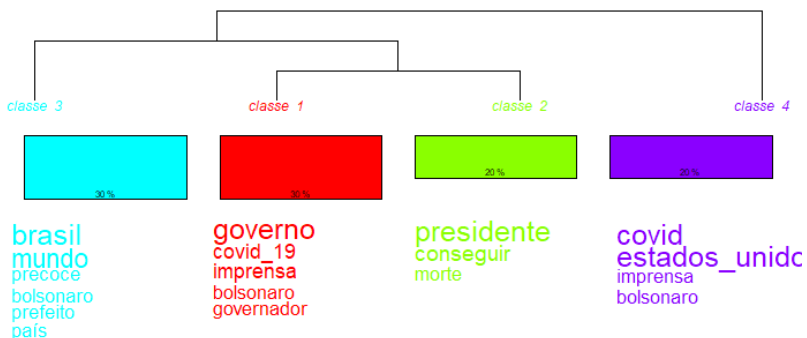 classe 3
classe 1
classe 2
classe 4
30 %
30 %
20 %
20 %
brasil
mundo
precoce
bolsonaro
prefeito
país
governo
covid_19
imprensa
bolsonaro
governador
presidente
conseguir
morte
covid
estados_unido
imprensa
bolsonaro